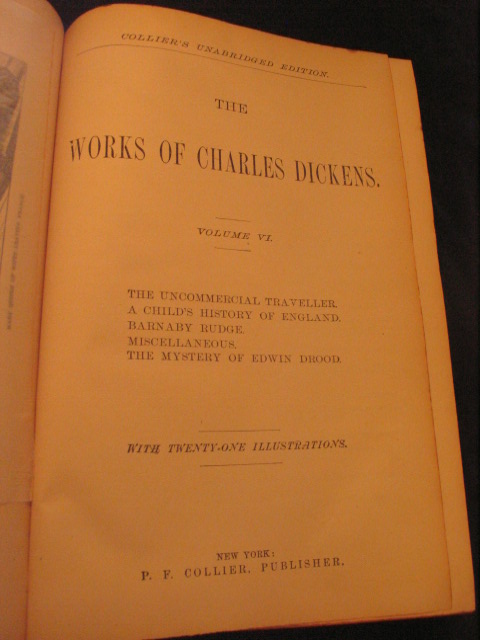 COLLIER'S UNABRIDGED EDITION.
THE
WORKS OF CHARLES DICKENS.
VOLUME VI.
THE UNCOMMERCIAL TRAVELLER.
A CHILD'S HISTORY OF ENGLAND.
BARNABY RUDGE.
MISCELLANEOUS.
THE MYSTERY OF EDWIN DROOD.
WITH TWENTY-ONE ILLUSTRATIONS.
NEW YORK:
P. F. COLLIER, PUBLISHER.